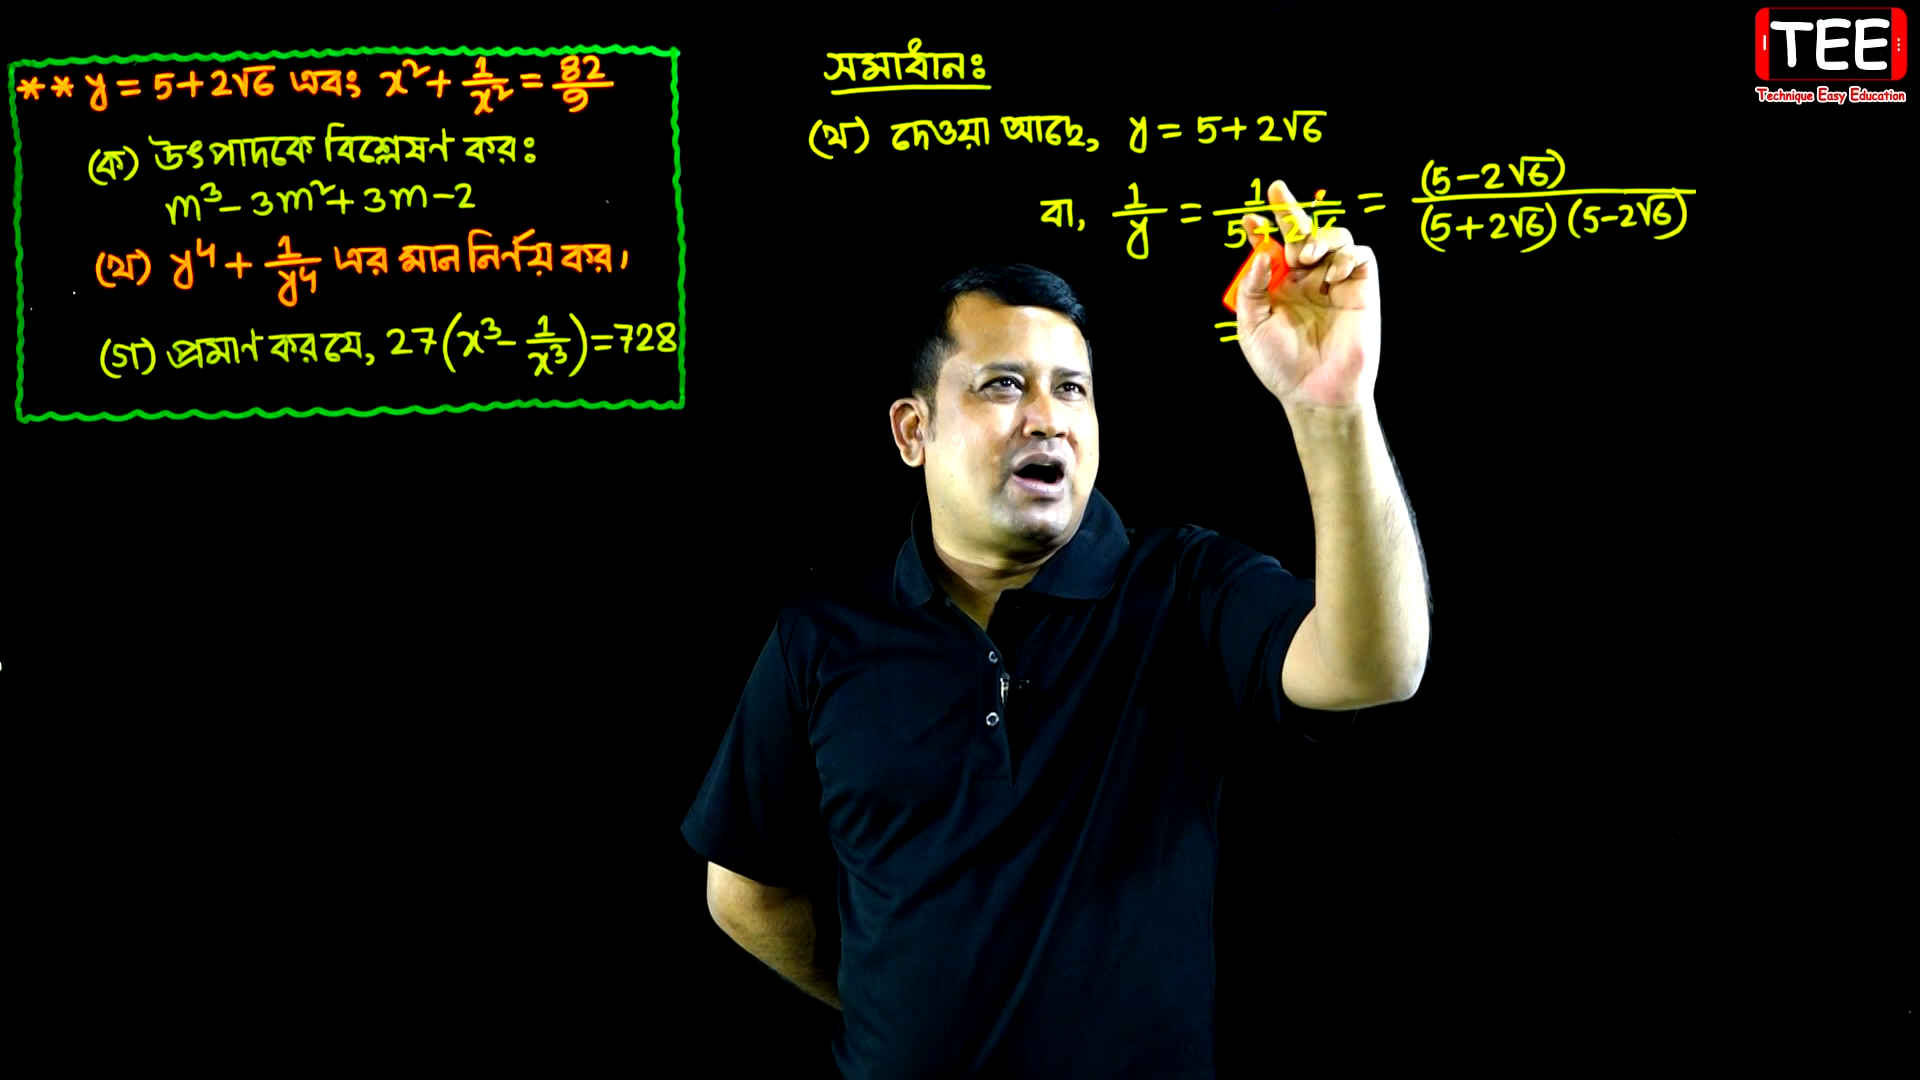 ** y = 5+2√6 এবং x² + 1/x² = 82/9
(ক) উৎপাদকে বিশ্লেষণ কর:
m³ - 3m² + 3m - 2
(খ) y⁴ + 1/y⁴ এর মান নির্ণয় কর।
(গ) প্রমাণ কর যে, 27(x³ - 1/x³) = 728
সমাধান:
(খ) দেওয়া আছে, y = 5+2√6
বা, 1/y = 1/5+2√6 = (5-2√6)/(5+2√6)(5-2√6)
=
TEE
Technique Easy Education